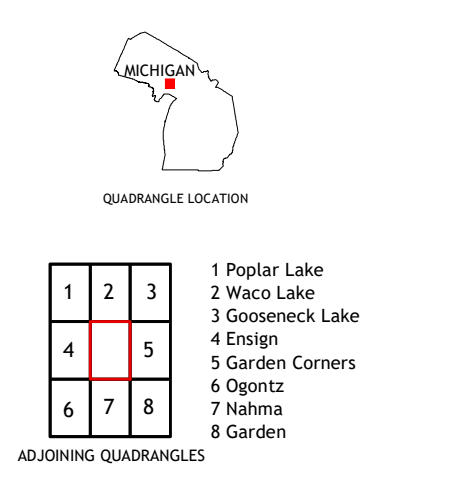 MICHIGAN
QUADRANGLE LOCATION
1 2 3
4 5
6 7 8
1 Poplar Lake
2 Waco Lake
3 Gooseneck Lake
4 Ensign
5 Garden Corners
6 Ogontz
7 Nahma
8 Garden
ADJOINING QUADRANGLES